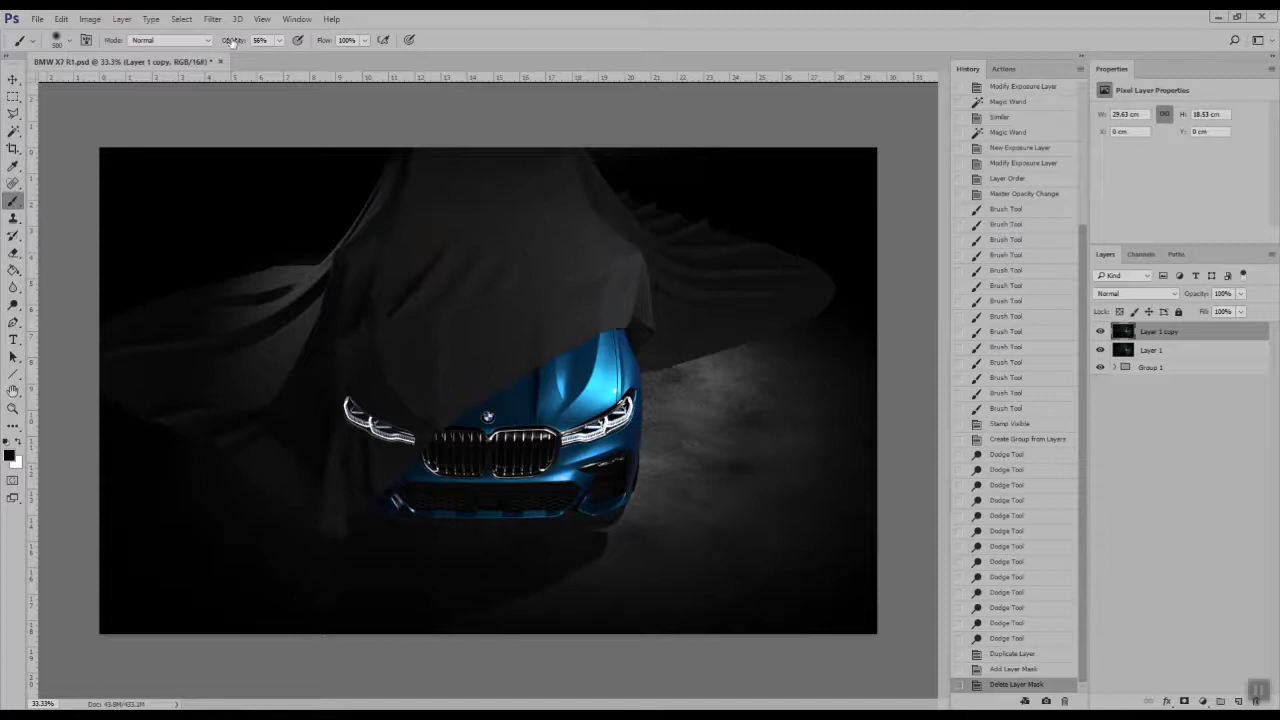 Ps File Edit Image Layer Type Select Filter 3D View Window Help
500 Mode: Normal Opacity: 56% Flow: 100%
BMW X7 R1.psd @ 33.3% (Layer 1 copy, RGB/16#) *
History Actions
Modify Exposure Layer
Magic Wand
Similar
Magic Wand
New Exposure Layer
Modify Exposure Layer
Layer Order
Master Opacity Change
Brush Tool
Brush Tool
Brush Tool
Brush Tool
Brush Tool
Brush Tool
Brush Tool
Brush Tool
Brush Tool
Brush Tool
Brush Tool
Brush Tool
Brush Tool
Brush Tool
Stamp Visible
Create Group from Layers
Dodge Tool
Dodge Tool
Dodge Tool
Dodge Tool
Dodge Tool
Dodge Tool
Dodge Tool
Dodge Tool
Dodge Tool
Dodge Tool
Dodge Tool
Dodge Tool
Dodge Tool
Duplicate Layer
Add Layer Mask
Delete Layer Mask
Properties
Pixel Layer Properties
W: 29.63 cm H: 18.53 cm
X: 0 cm Y: 0 cm
Layers Channels Paths
Kind
Normal Opacity: 100%
Lock: Fill: 100%
Layer 1 copy
Layer 1
Group 1
33.33% Doc: 43.8M/433.1M